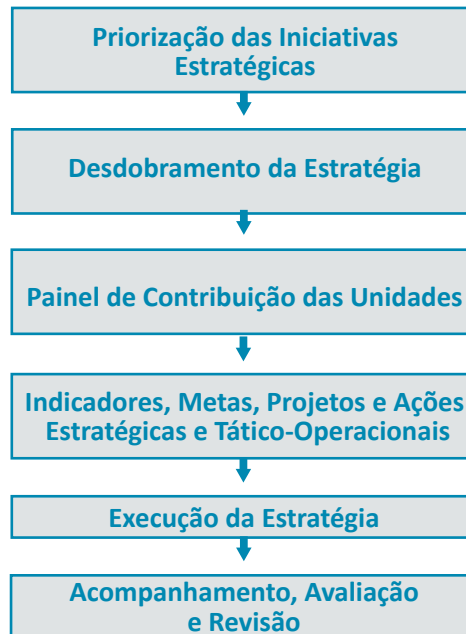 Priorização das Iniciativas
Estratégicas
Desdobramento da Estratégia
Painel de Contribuição das Unidades
Indicadores, Metas, Projetos e Ações
Estratégicas e Tático-Operacionais
Execução da Estratégia
Acompanhamento, Avaliação
e Revisão